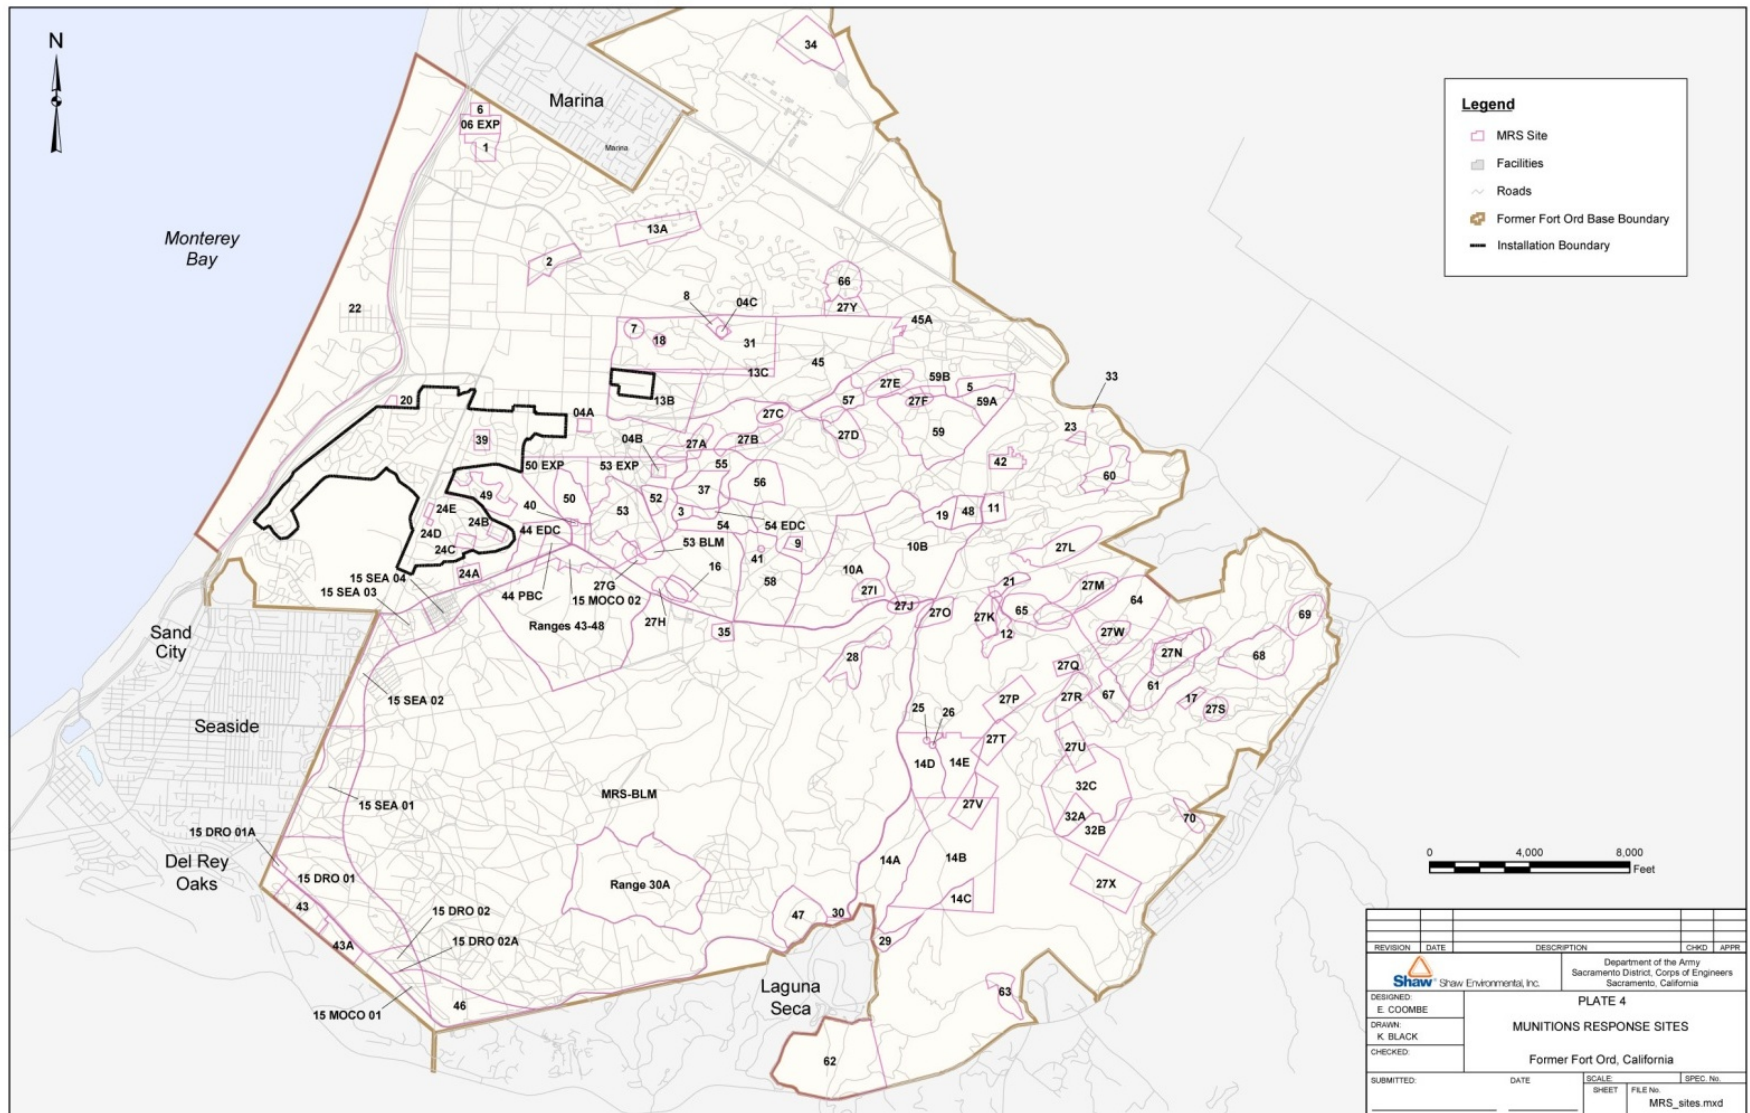 N
34
Marina
Marina
6
06 EXP
1
Monterey
Bay
13A
2
66
27Y
8
04C
45A
22
7
18
31
45
13C
27E
59B
5
33
20
13B
57
27F
59A
04A
27C
39
04B
27A
27B
27D
59
23
50 EXP
53 EXP
55
42
60
49
40
50
52
37
56
24E
24B
53
3
54
54 EDC
19
48
11
24D
44 EDC
24C
53 BLM
9
10B
27L
41
24A
15 SEA 04
15 SEA 03
44 PBC
27G
15 MOCO 02
16
58
10A
27I
21
27M
64
27J
27O
27K
65
69
Sand
City
Ranges 43-48
27H
35
12
27W
28
27Q
27N
68
15 SEA 02
27P
27R
67
61
17
27S
Seaside
25
26
27T
27U
14D
14E
MRS-BLM
15 SEA 01
27V
32C
32A
32B
70
15 DRO 01A
Del Rey
Oaks
15 DRO 01
14A
14B
Range 30A
27X
43
14C
15 DRO 02
47
30
43A
15 DRO 02A
29
Laguna
Seca
63
46
15 MOCO 01
62
Legend
MRS Site
Facilities
Roads
Former Fort Ord Base Boundary
Installation Boundary
0 4,000 8,000
Feet
REVISION DATE DESCRIPTION CHKD APPR
Shaw Shaw Environmental, Inc.
Department of the Army
Sacramento District, Corps of Engineers
Sacramento, California
DESIGNED:
E. COOMBE
DRAWN:
K. BLACK
CHECKED:
PLATE 4
MUNITIONS RESPONSE SITES
Former Fort Ord, California
SUBMITTED: DATE
SCALE: SPEC. No.
SHEET FILE No.
MRS_sites.mxd